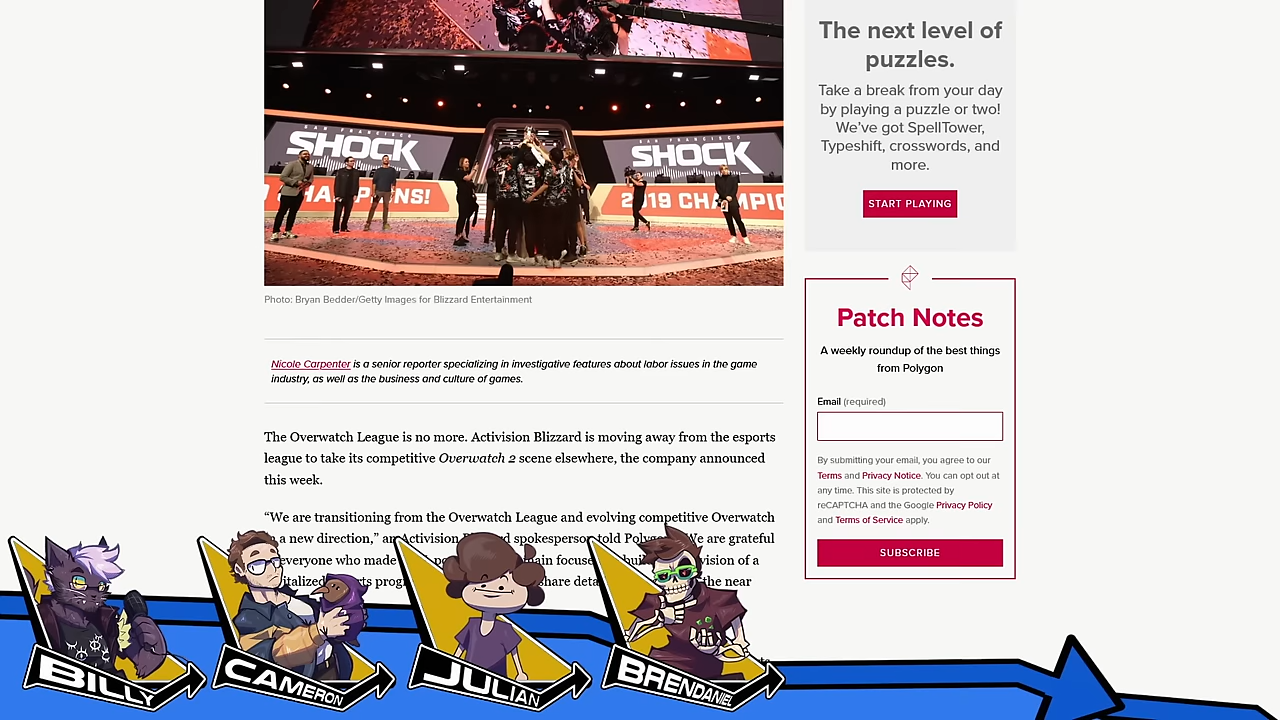 SAN FRANCISCO
SHOCK
SAN FRANCISCO
SHOCK
2019 CHAMPIO
Photo: Bryan Bedder/Getty Images for Blizzard Entertainment
Nicole Carpenter is a senior reporter specializing in investigative features about labor issues in the game
industry, as well as the business and culture of games.
The Overwatch League is no more. Activision Blizzard is moving away from the esports
league to take its competitive Overwatch 2 scene elsewhere, the company announced
this week.
“We are transitioning from the Overwatch League and evolving competitive Overwatch
a new direction,” an Activision spokesperson told We are grateful
everyone who made of a
share the near
The next level of
puzzles.
Take a break from your day
by playing a puzzle or two!
We’ve got SpellTower,
Typeshift, crosswords, and
more.
START PLAYING
Patch Notes
A weekly roundup of the best things
from Polygon
Email (required)
By submitting your email, you agree to our
Terms and Privacy Notice. You can opt out at
any time. This site is protected by
reCAPTCHA and the Google Privacy Policy
and Terms of Service apply.
SUBSCRIBE
BILLY
CAMERON
JULIAN
BRENDANIEL